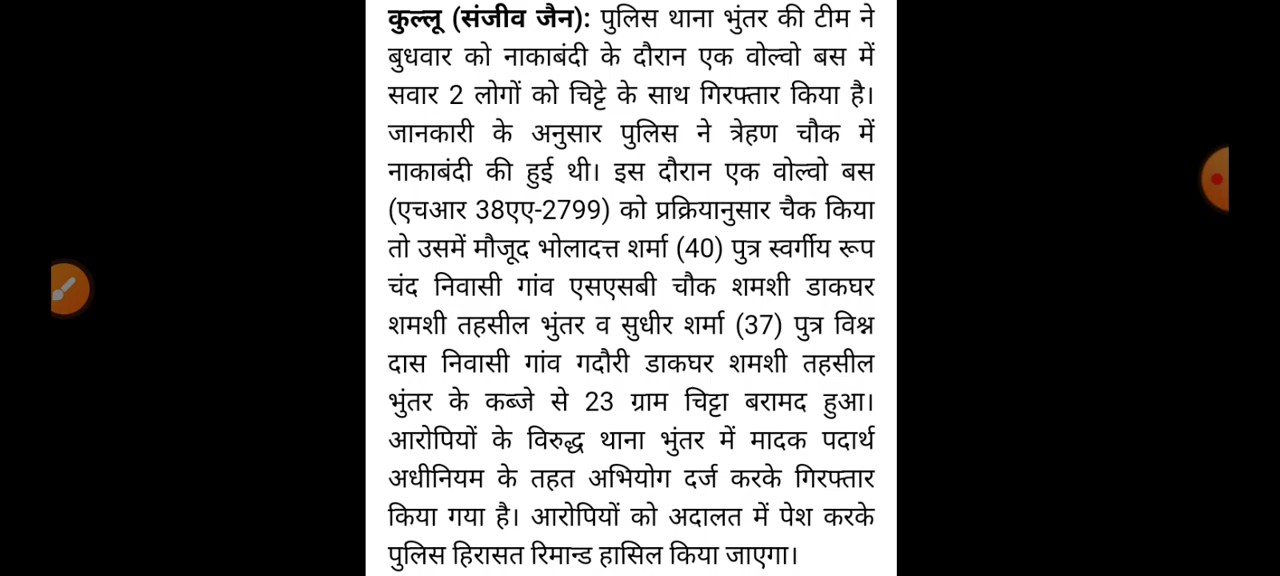 कुल्लू (संजीव जैन): पुलिस थाना भुंतर की टीम ने
बुधवार को नाकाबंदी के दौरान एक वोल्वो बस में
सवार 2 लोगों को चिट्टे के साथ गिरफ्तार किया है।
जानकारी के अनुसार पुलिस ने त्रेहण चौक में
नाकाबंदी की हुई थी। इस दौरान एक वोल्वो बस
(एचआर 38एए-2799) को प्रक्रियानुसार चैक किया
तो उसमें मौजूद भोलादत्त शर्मा (40) पुत्र स्वर्गीय रूप
चंद निवासी गांव एसएसबी चौक शमशी डाकघर
शमशी तहसील भुंतर व सुधीर शर्मा (37) पुत्र विश्न
दास निवासी गांव गदौरी डाकघर शमशी तहसील
भुंतर के कब्जे से 23 ग्राम चिट्टा बरामद हुआ।
आरोपियों के विरुद्ध थाना भुंतर में मादक पदार्थ
अधीनियम के तहत अभियोग दर्ज करके गिरफ्तार
किया गया है। आरोपियों को अदालत में पेश करके
पुलिस हिरासत रिमान्ड हासिल किया जाएगा।